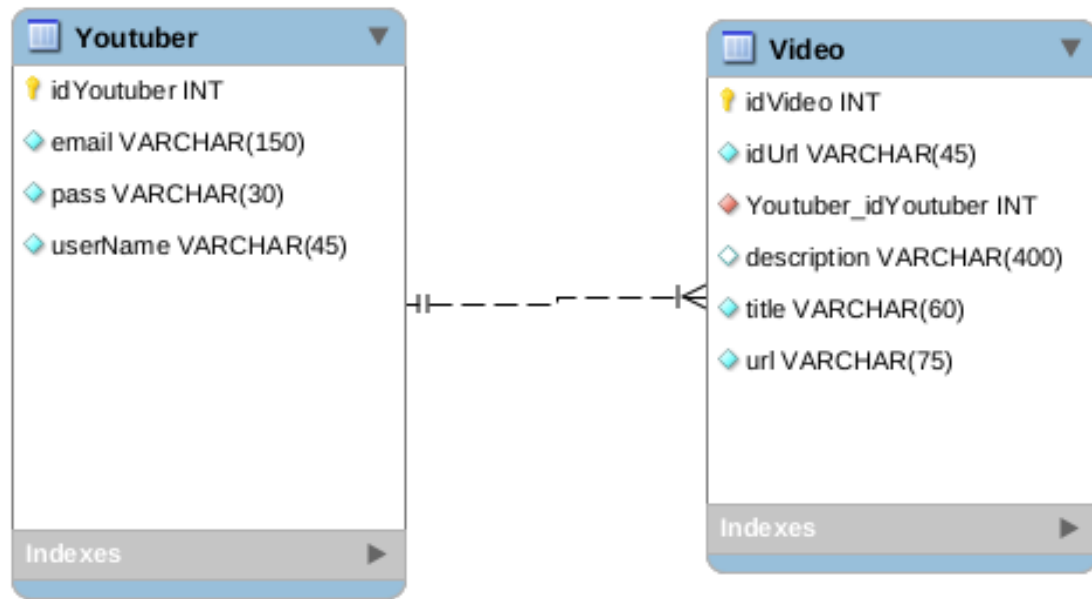 Youtuber
idYoutuber INT
email VARCHAR(150)
pass VARCHAR(30)
userName VARCHAR(45)
Indexes
Video
idVideo INT
idUrl VARCHAR(45)
Youtuber_idYoutuber INT
description VARCHAR(400)
title VARCHAR(60)
url VARCHAR(75)
Indexes